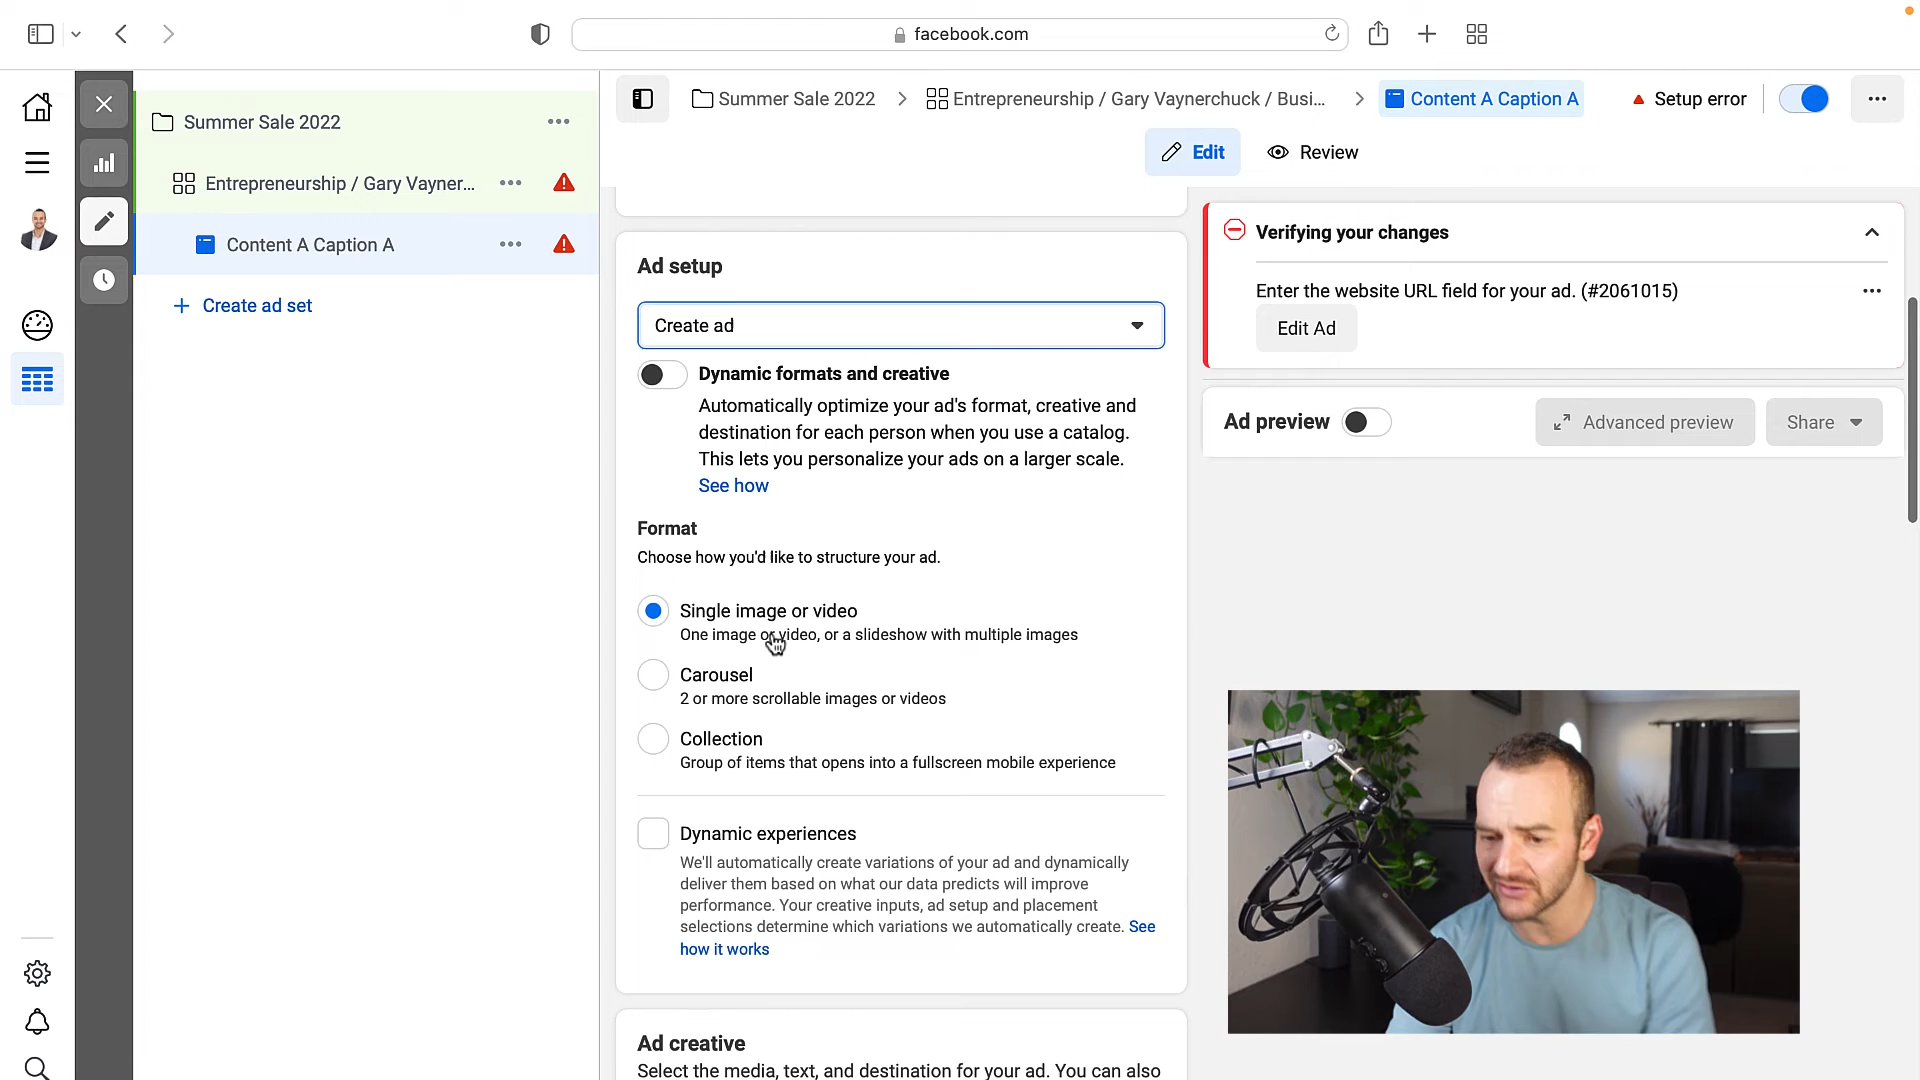 facebook.com
Summer Sale 2022
Entrepreneurship / Gary Vayner...
Content A Caption A
Create ad set
Summer Sale 2022
Entrepreneurship / Gary Vaynerchuck / Busi...
Content A Caption A
Setup error
Edit
Review
Ad setup
Create ad
Dynamic formats and creative
Automatically optimize your ad's format, creative and
destination for each person when you use a catalog.
This lets you personalize your ads on a larger scale.
See how
Format
Choose how you'd like to structure your ad.
Single image or video
One image or video, or a slideshow with multiple images
Carousel
2 or more scrollable images or videos
Collection
Group of items that opens into a fullscreen mobile experience
Dynamic experiences
We'll automatically create variations of your ad and dynamically
deliver them based on what our data predicts will improve
performance. Your creative inputs, ad setup and placement
selections determine which variations we automatically create. See
how it works
Ad creative
Select the media, text, and destination for your ad. You can also
Verifying your changes
Enter the website URL field for your ad. (#2061015)
Edit Ad
Ad preview
Advanced preview
Share